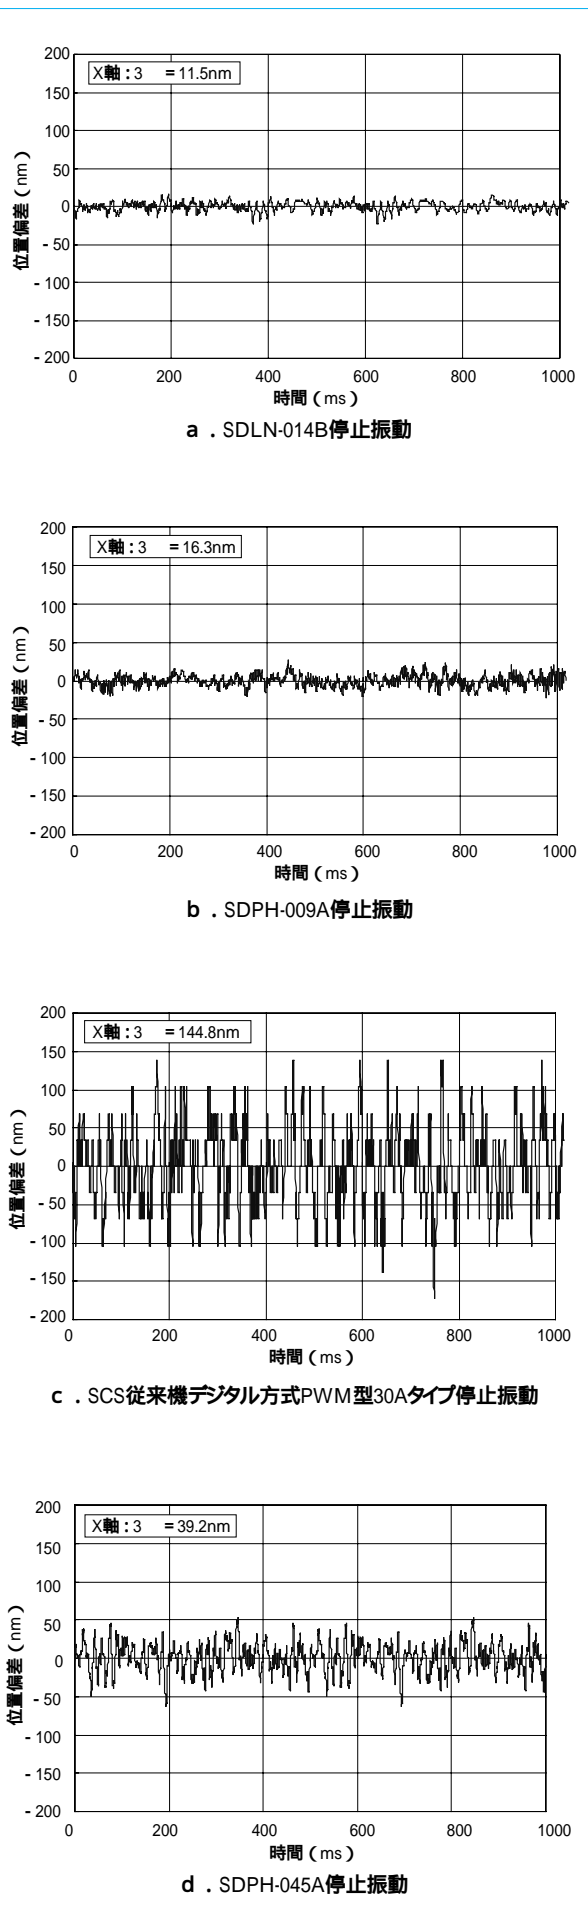 200
X軸：3　=11.5nm
150
100
50
0
-50
-100
-150
-200
位置偏差（nm）
0 200 400 600 800 1000
時間（ms）
a．SDLN-014B停止振動
200
X軸：3　=16.3nm
150
100
50
0
-50
-100
-150
-200
位置偏差（nm）
0 200 400 600 800 1000
時間（ms）
b．SDPH-009A停止振動
200
X軸：3　=144.8nm
150
100
50
0
-50
-100
-150
-200
位置偏差（nm）
0 200 400 600 800 1000
時間（ms）
c．SCS従来機デジタル方式PWM型30Aタイプ停止振動
200
X軸：3　=39.2nm
150
100
50
0
-50
-100
-150
-200
位置偏差（nm）
0 200 400 600 800 1000
時間（ms）
d．SDPH-045A停止振動